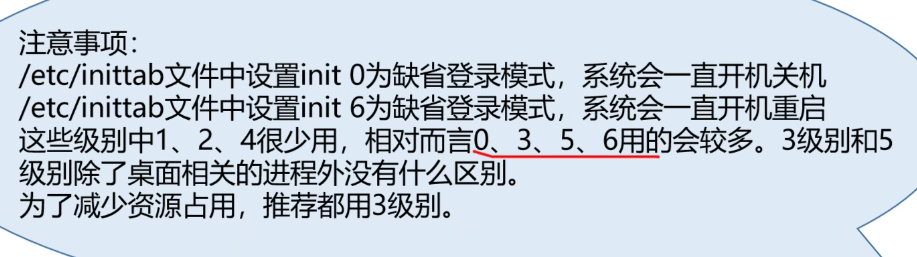 注意事项：
/etc/inittab文件中设置init 0为缺省登录模式，系统会一直开机关机
/etc/inittab文件中设置init 6为缺省登录模式，系统会一直开机重启
这些级别中1、2、4很少用，相对而言0、3、5、6用的会较多。3级别和5
级别除了桌面相关的进程外没有什么区别。
为了减少资源占用，推荐都用3级别。